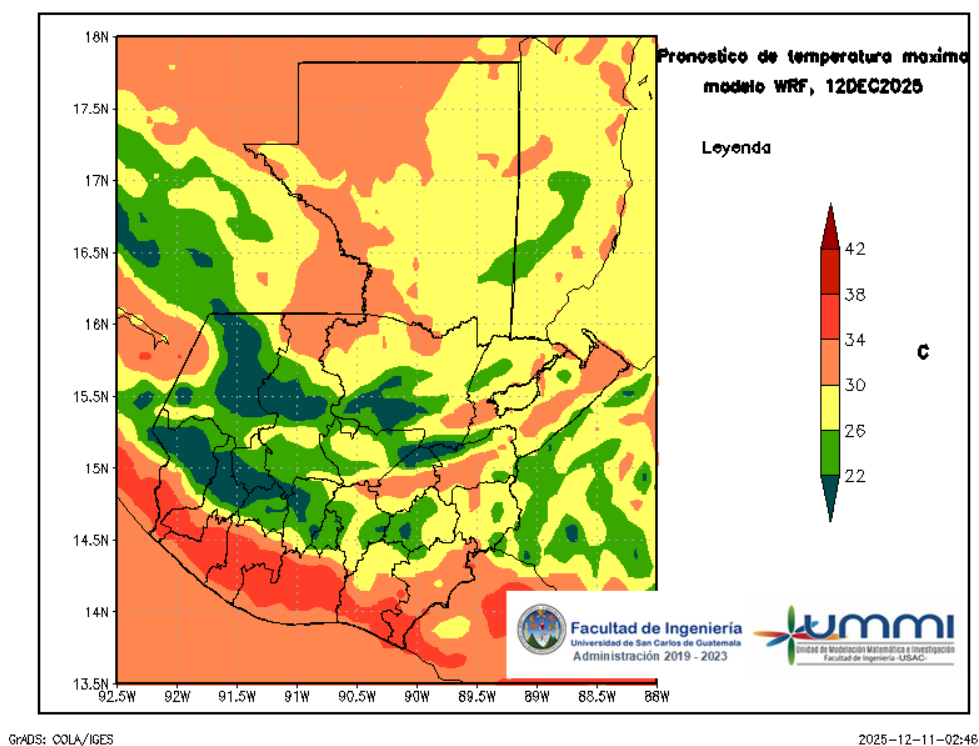 Pronostico de temperatura maxima
modelo WRF, 12DEC2025
Leyenda
42
38
34
30
26
22
C
18N
17.5N
17N
16.5N
16N
15.5N
15N
14.5N
14N
13.5N
92.5W 92W 91.5W 91W 90.5W 90W 89.5W 89W 88.5W 88W
Facultad de Ingeniería
Universidad de San Carlos de Guatemala
Administración 2019 - 2023
ummi
Unidad de Modelación Matemática e Investigación
Facultad de Ingeniería -USAC-
GrADS: COLA/IGES
2025-12-11-02:46